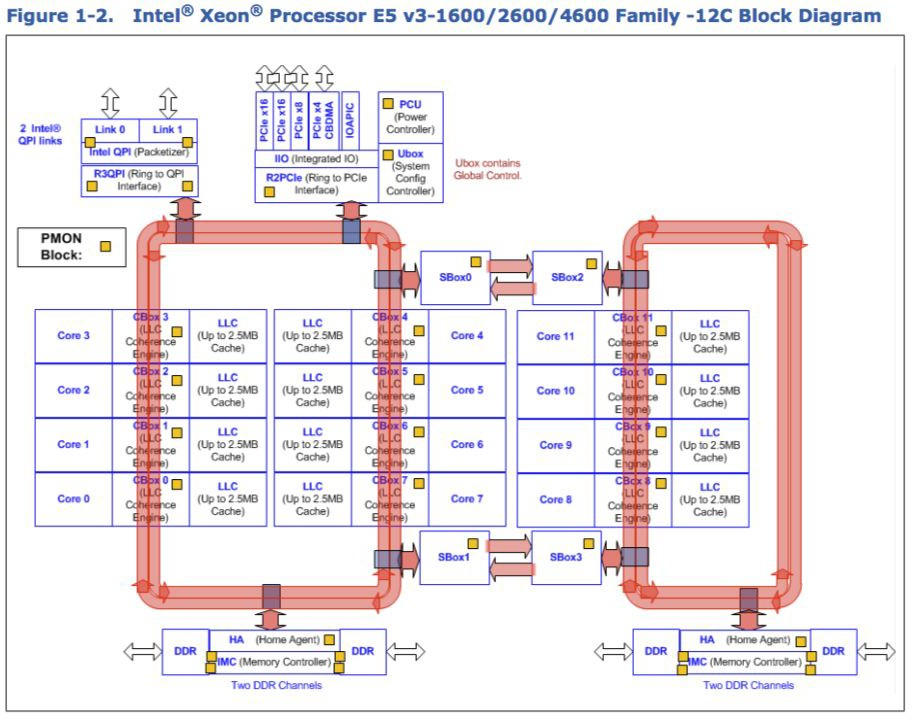 Figure 1-2. Intel® Xeon® Processor E5 v3-1600/2600/4600 Family -12C Block Diagram
2 Intel®
QPI links
Link 0
Link 1
Intel QPI (Packetizer)
R3QPI (Ring to QPI
Interface)
PCIe x16
PCIe x16
PCIe x8
PCIe x4
CBDMA
IOAPIC
IIO (Integrated IO)
R2PCIe (Ring to PCIe
Interface)
PCU
(Power
Controller)
Ubox
(System
Config
Controller)
Ubox contains
Global Control.
PMON
Block:
SBox0
SBox2
Core 3
CBox 3
(LLC
Coherence
Engine)
LLC
(Up to 2.5MB
Cache)
LLC
(Up to 2.5MB
Cache)
CBox 4
(LLC
Coherence
Engine)
Core 4
Core 11
CBox 11
(LLC
Coherence
Engine)
LLC
(Up to 2.5MB
Cache)
Core 2
CBox 2
(LLC
Coherence
Engine)
LLC
(Up to 2.5MB
Cache)
LLC
(Up to 2.5MB
Cache)
CBox 5
(LLC
Coherence
Engine)
Core 5
Core 10
CBox 10
(LLC
Coherence
Engine)
LLC
(Up to 2.5MB
Cache)
Core 1
CBox 1
(LLC
Coherence
Engine)
LLC
(Up to 2.5MB
Cache)
LLC
(Up to 2.5MB
Cache)
CBox 6
(LLC
Coherence
Engine)
Core 6
Core 9
CBox 9
(LLC
Coherence
Engine)
LLC
(Up to 2.5MB
Cache)
Core 0
CBox 0
(LLC
Coherence
Engine)
LLC
(Up to 2.5MB
Cache)
LLC
(Up to 2.5MB
Cache)
CBox 7
(LLC
Coherence
Engine)
Core 7
Core 8
CBox 8
(LLC
Coherence
Engine)
LLC
(Up to 2.5MB
Cache)
SBox1
SBox3
DDR
HA (Home Agent)
IMC (Memory Controller)
DDR
Two DDR Channels
DDR
HA (Home Agent)
IMC (Memory Controller)
DDR
Two DDR Channels